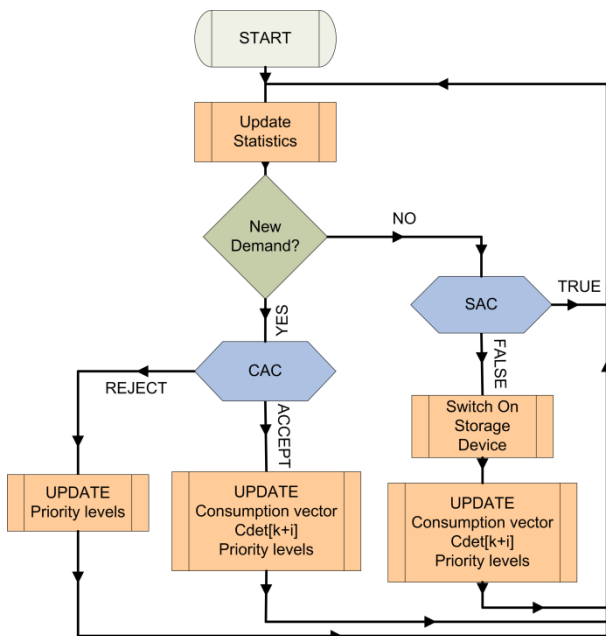 START
Update
Statistics
New
Demand?
NO
SAC
TRUE
YES
FALSE
CAC
REJECT
ACCEPT
Switch On
Storage
Device
UPDATE
Priority levels
UPDATE
Consumption vector
Cdet[k+i]
Priority levels
UPDATE
Consumption vector
Cdet[k+i]
Priority levels